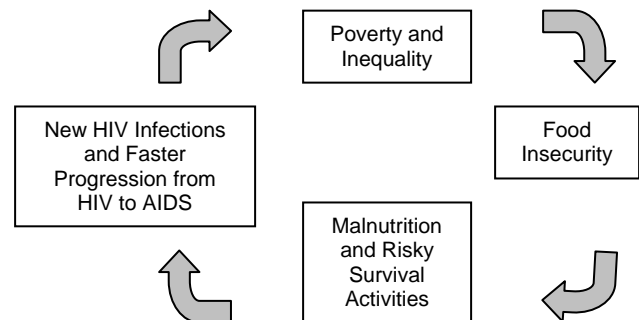 Poverty and
Inequality
New HIV Infections
and Faster
Progression from
HIV to AIDS
Food
Insecurity
Malnutrition
and Risky
Survival
Activities